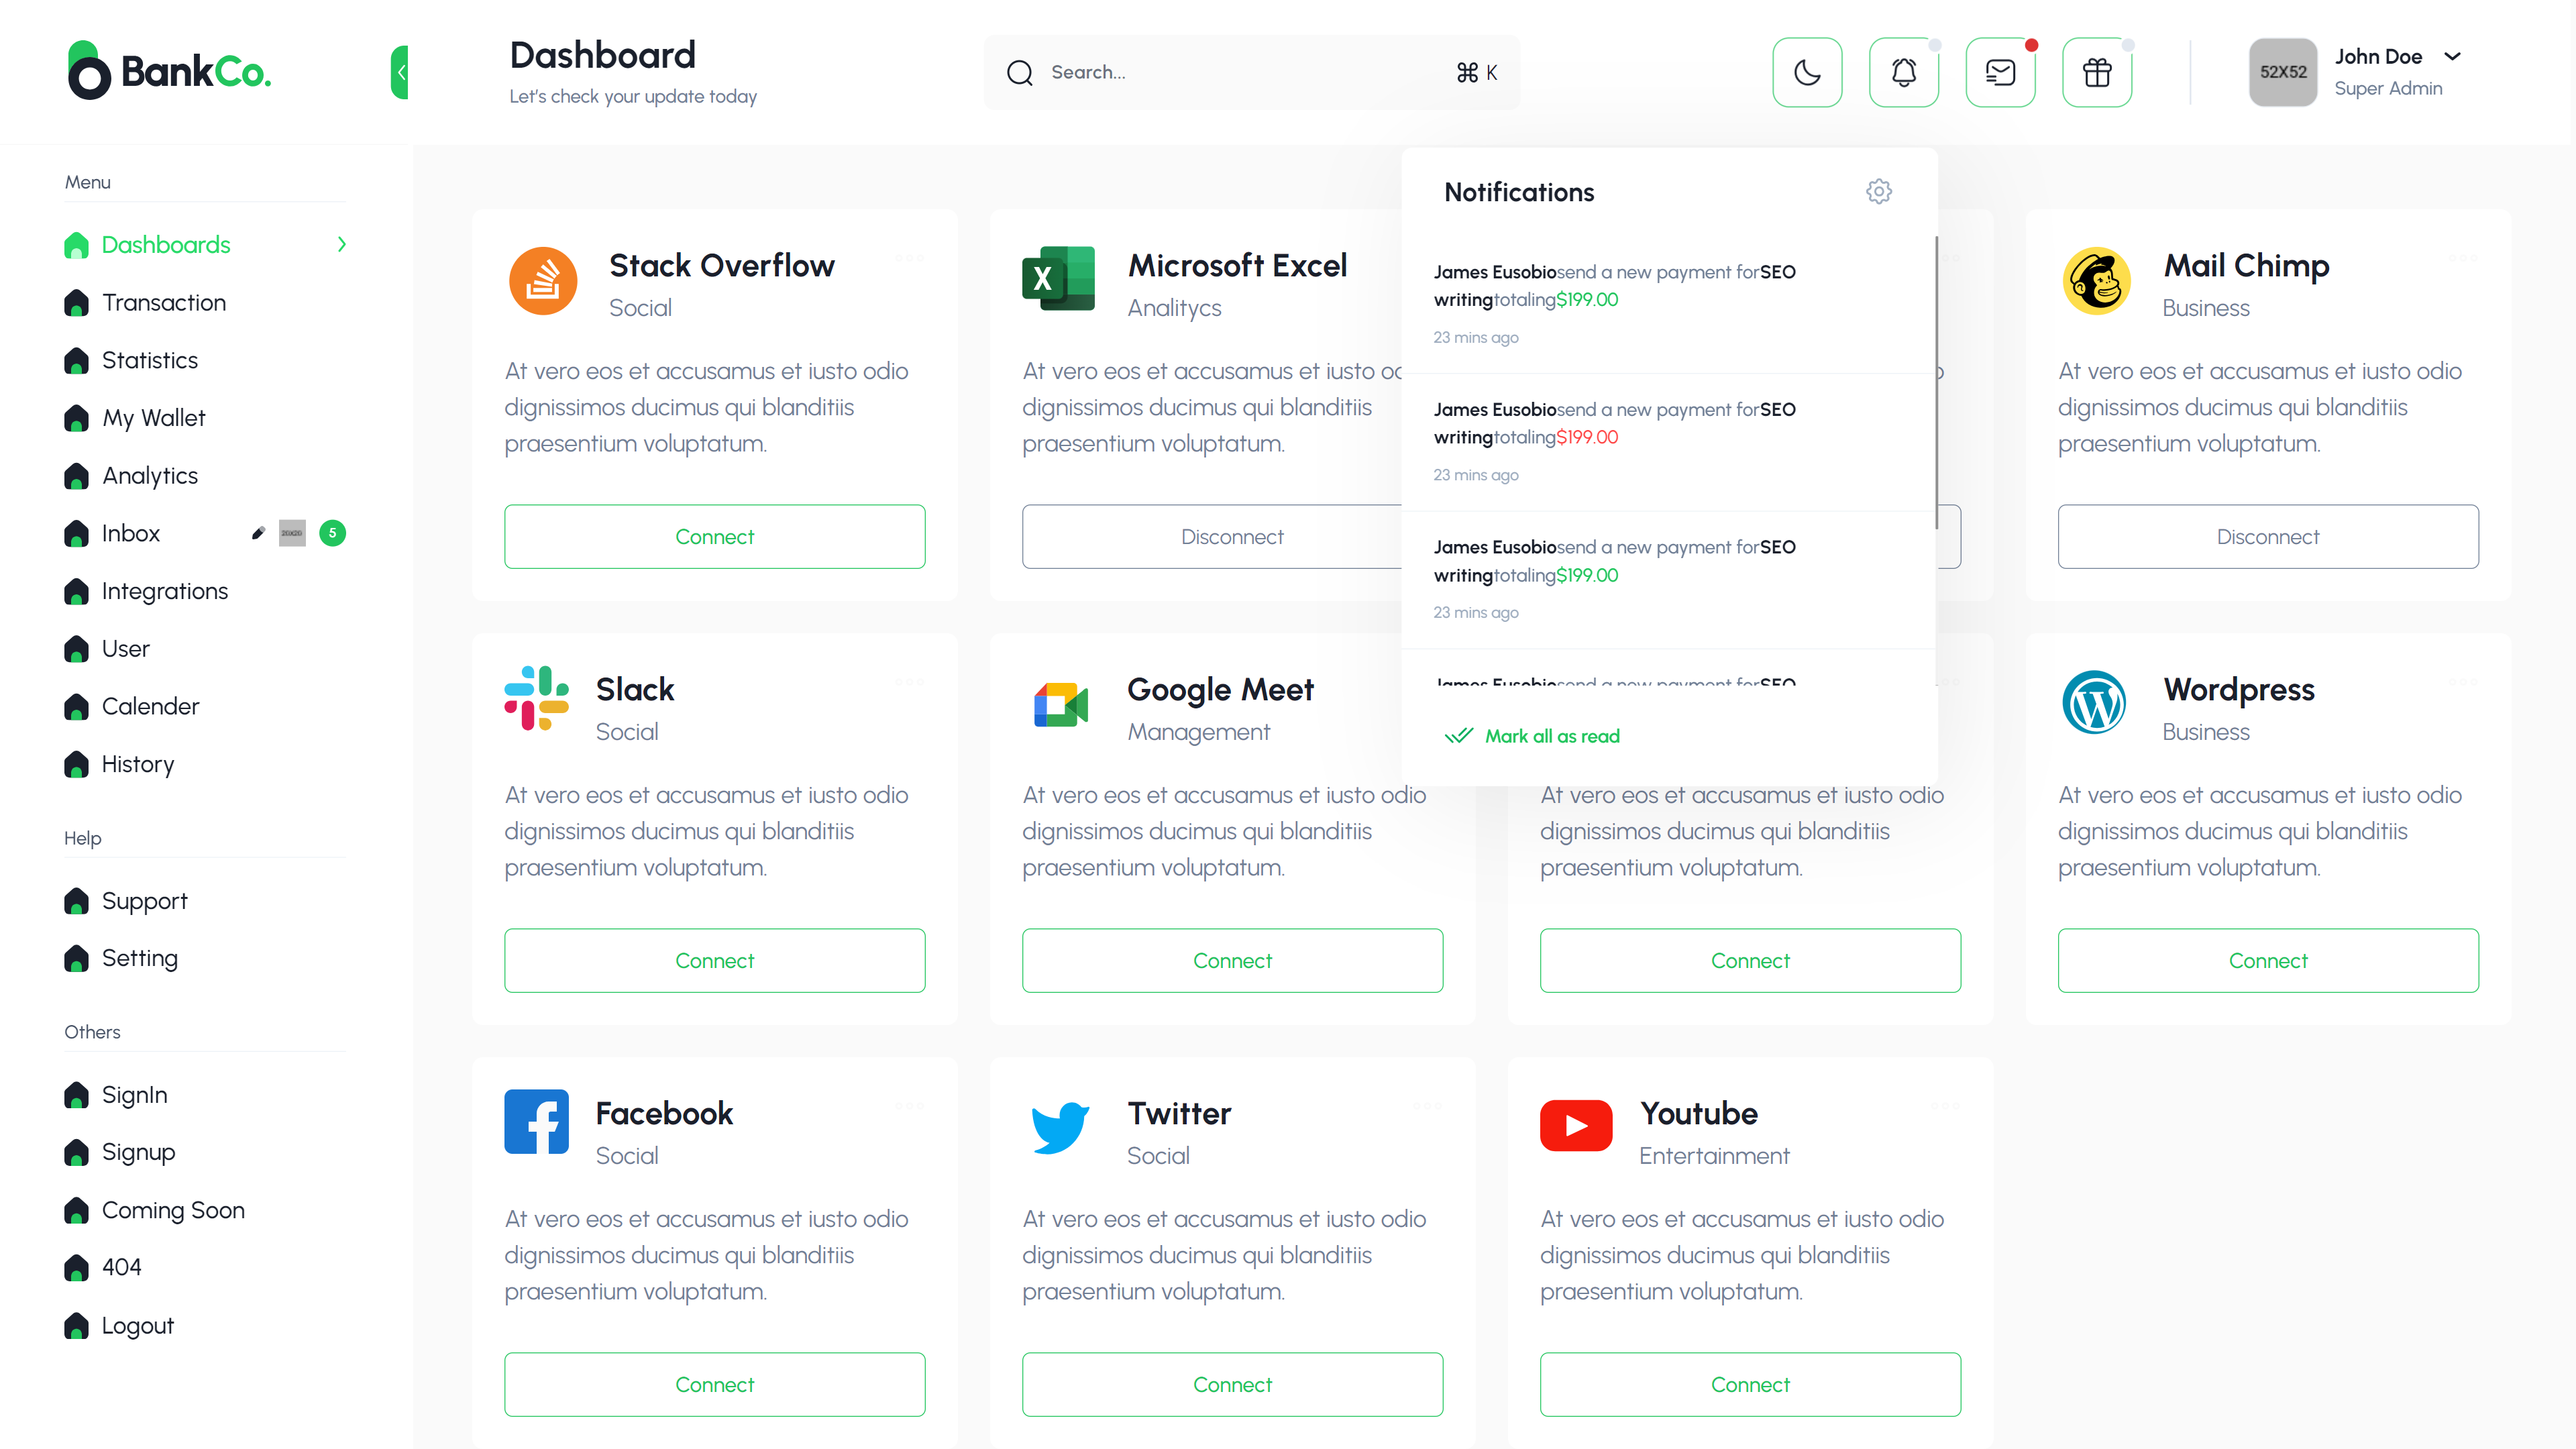 BankCo.
Dashboard
Let's check your update today
Search...
⌘ K
52X52
John Doe
Super Admin
Menu
Dashboards
Transaction
Statistics
My Wallet
Analytics
Inbox
5
Integrations
User
Calender
History
Help
Support
Setting
Others
SignIn
Signup
Coming Soon
404
Logout
Notifications
James Eusobiosend a new payment forSEO
writingtotaling$199.00
23 mins ago
James Eusobiosend a new payment forSEO
writingtotaling$199.00
23 mins ago
James Eusobiosend a new payment forSEO
writingtotaling$199.00
23 mins ago
James Eusobiosend a new payment forSEO
Mark all as read
Stack Overflow
Social
At vero eos et accusamus et iusto odio
dignissimos ducimus qui blanditiis
praesentium voluptatum.
Connect
Microsoft Excel
Analitycs
At vero eos et accusamus et iusto
dignissimos ducimus qui blanditiis
praesentium voluptatum.
Disconnect
Mail Chimp
Business
At vero eos et accusamus et iusto odio
dignissimos ducimus qui blanditiis
praesentium voluptatum.
Disconnect
Slack
Social
At vero eos et accusamus et iusto odio
dignissimos ducimus qui blanditiis
praesentium voluptatum.
Connect
Google Meet
Management
At vero eos et accusamus et iusto odio
dignissimos ducimus qui blanditiis
praesentium voluptatum.
Connect
At vero eos et accusamus et iusto odio
dignissimos ducimus qui blanditiis
praesentium voluptatum.
Connect
Wordpress
Business
At vero eos et accusamus et iusto odio
dignissimos ducimus qui blanditiis
praesentium voluptatum.
Connect
Facebook
Social
At vero eos et accusamus et iusto odio
dignissimos ducimus qui blanditiis
praesentium voluptatum.
Connect
Twitter
Social
At vero eos et accusamus et iusto odio
dignissimos ducimus qui blanditiis
praesentium voluptatum.
Connect
Youtube
Entertainment
At vero eos et accusamus et iusto odio
dignissimos ducimus qui blanditiis
praesentium voluptatum.
Connect